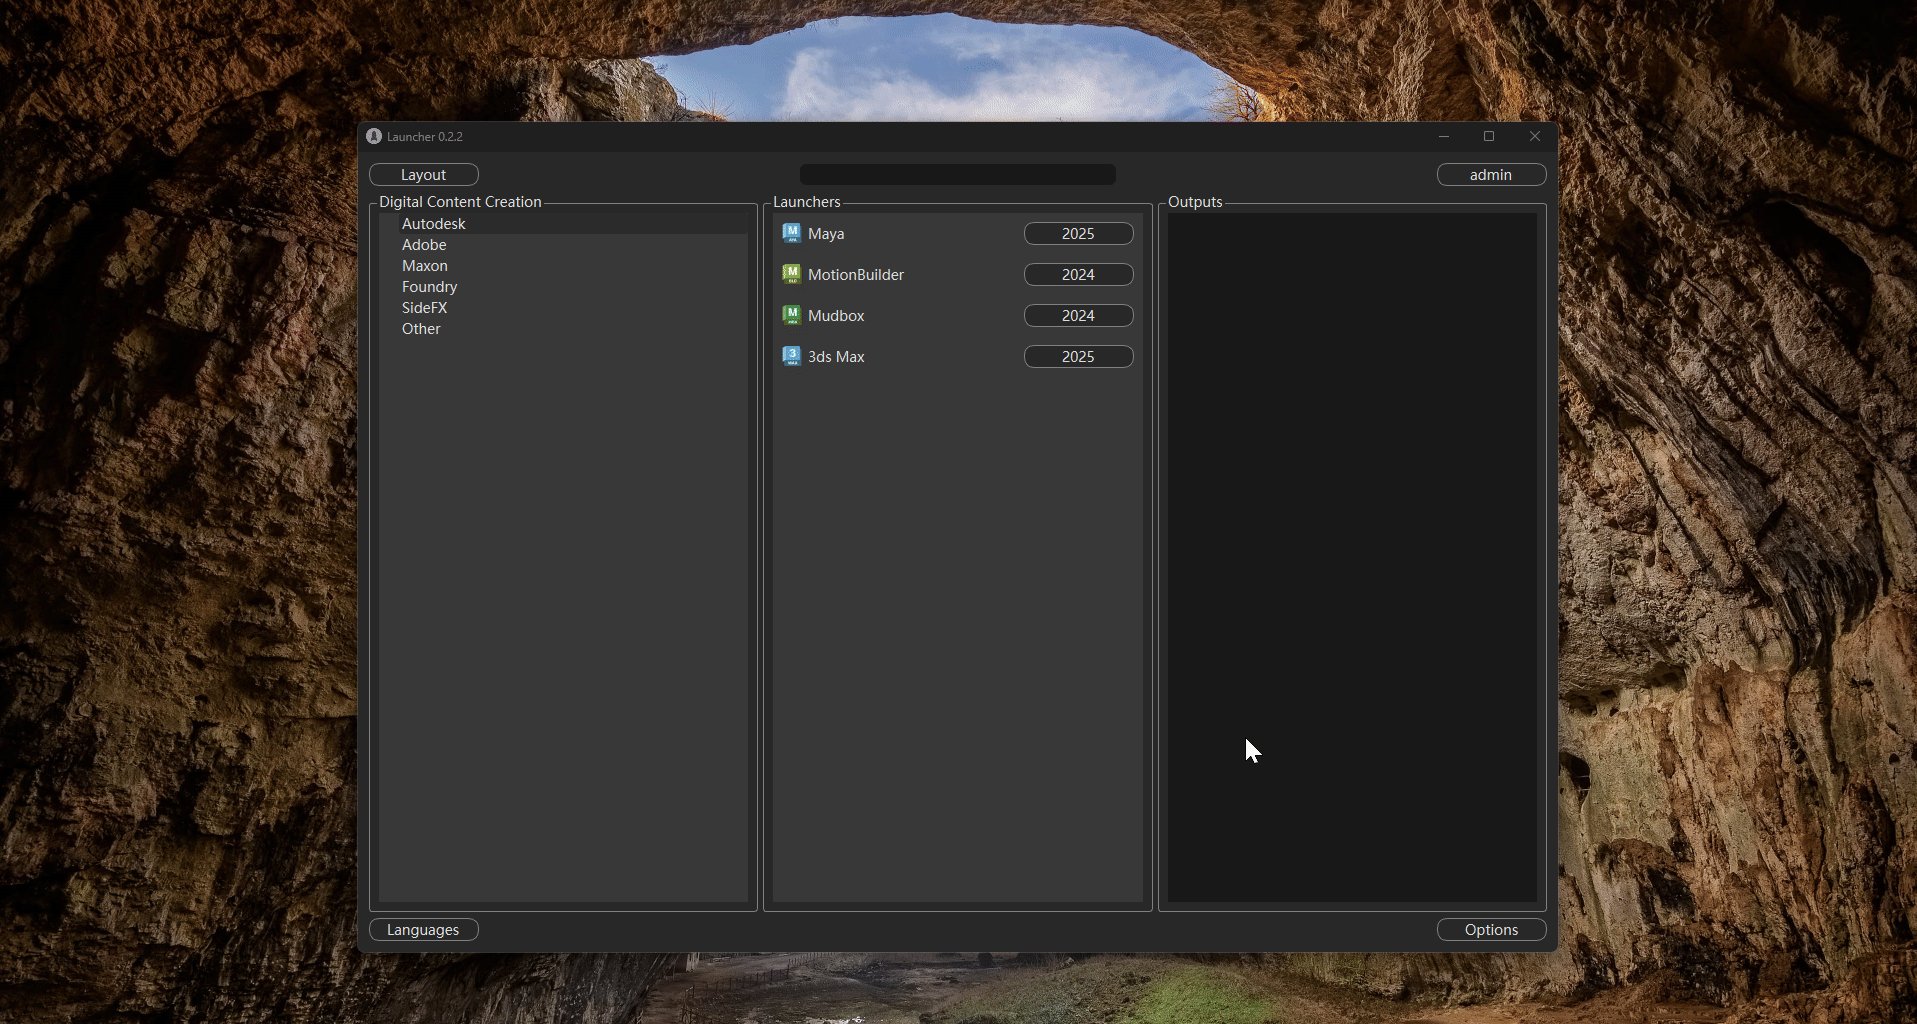 Launcher 0.2.2
Layout
admin
Digital Content Creation
Autodesk
Adobe
Maxon
Foundry
SideFX
Other
Launchers
M
Maya
2025
M
MotionBuilder
2024
M
Mudbox
2024
3
3ds Max
2025
Outputs
Languages
Options